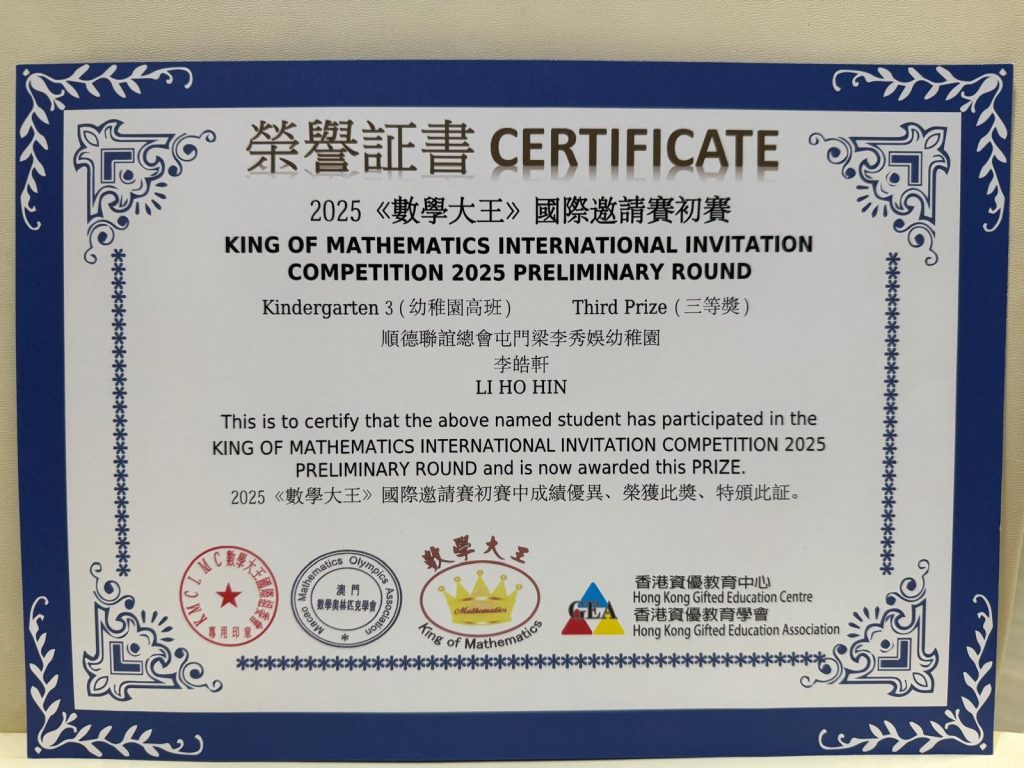 榮譽証書 CERTIFICATE
2025《數學大王》國際邀請賽初賽
KING OF MATHEMATICS INTERNATIONAL INVITATION
COMPETITION 2025 PRELIMINARY ROUND
Kindergarten 3 (幼稚園高班) Third Prize (三等獎)
順德聯誼總會屯門梁李秀娛幼稚園
李皓軒
LI HO HIN
This is to certify that the above named student has participated in the
KING OF MATHEMATICS INTERNATIONAL INVITATION COMPETITION 2025
PRELIMINARY ROUND and is now awarded this PRIZE.
2025《數學大王》國際邀請賽初賽中成績優異、榮獲此獎、特頒此証。
KMCIMC 數學大王國際
專用印章
Macao Mathematics Olympics Association
澳門
數學奧林匹克學會
數學大王
Mathematics
King of Mathematics
GEA
香港資優教育中心
Hong Kong Gifted Education Centre
香港資優教育學會
Hong Kong Gifted Education Association